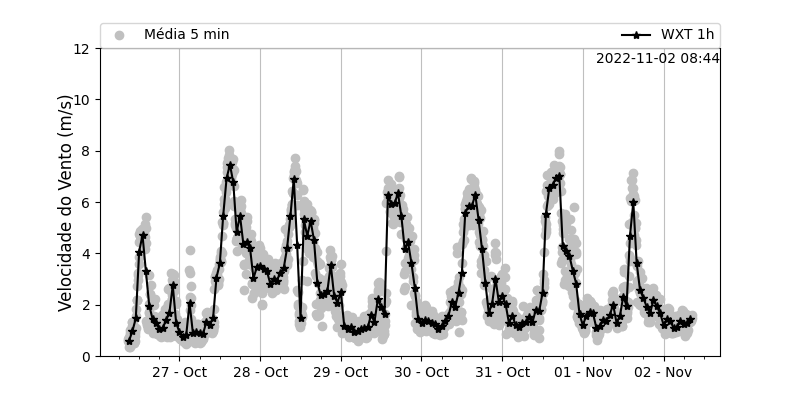 Média 5 min
WXT 1h
2022-11-02 08:44
Velocidade do Vento (m/s)
12
10
8
6
4
2
0
27 - Oct
28 - Oct
29 - Oct
30 - Oct
31 - Oct
01 - Nov
02 - Nov